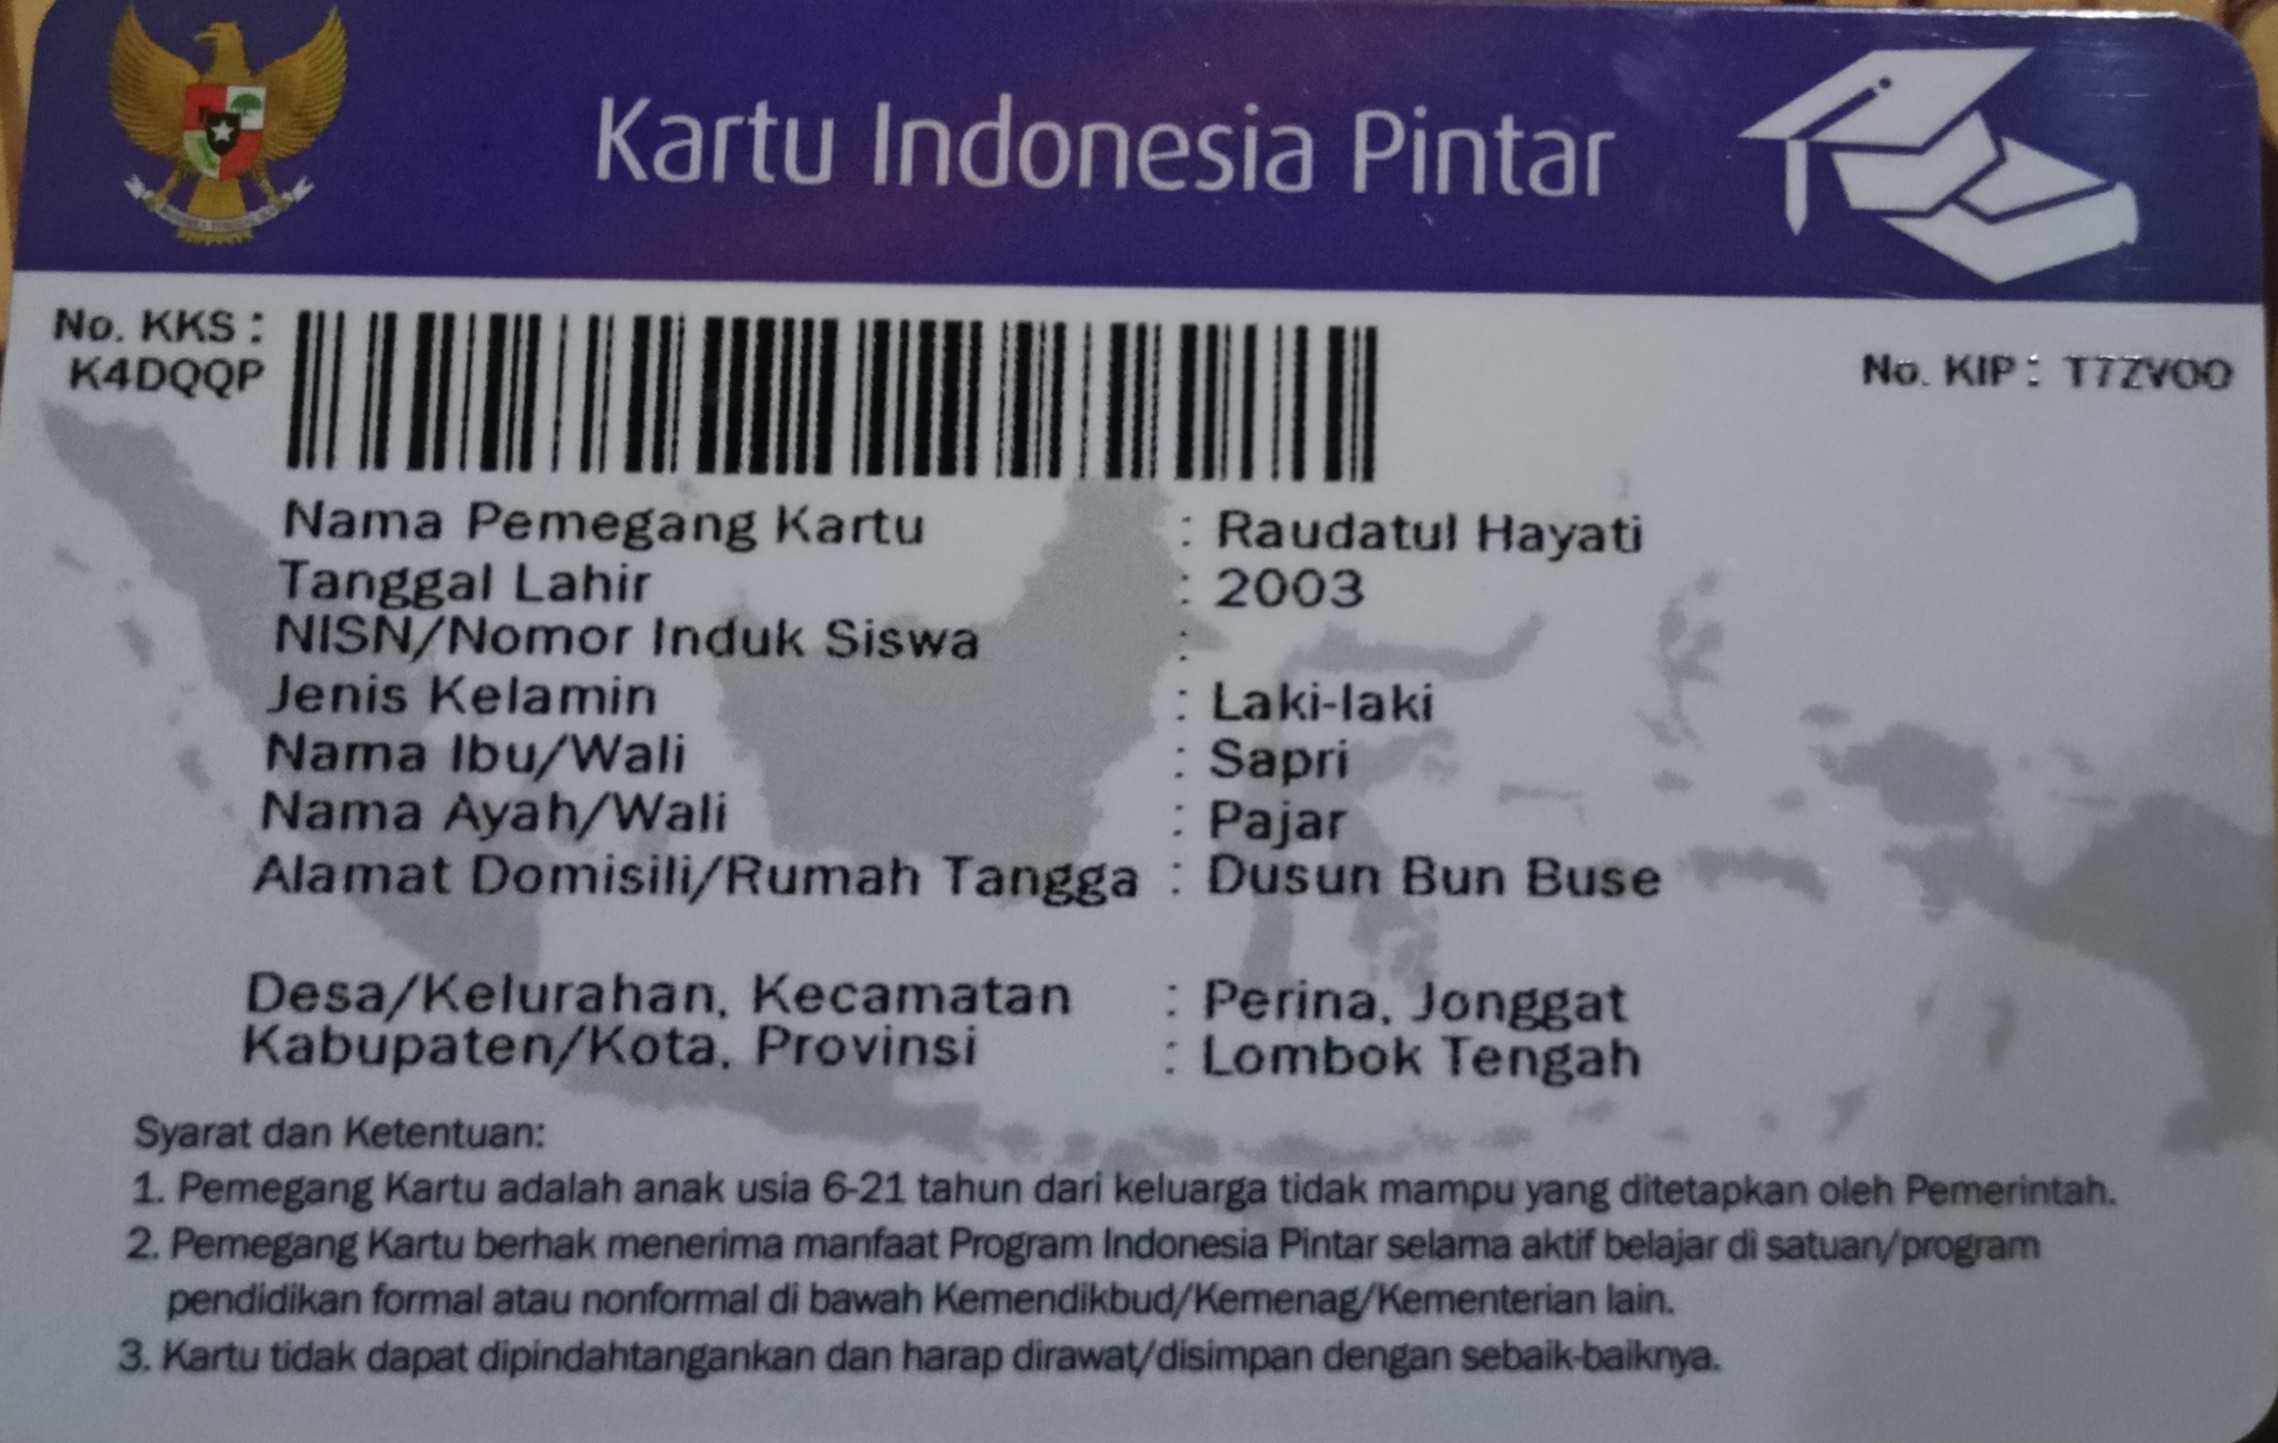 Kartu Indonesia Pintar
No. KKS :
K4DQQP
No. KIP : T7ZVOO
Nama Pemegang Kartu : Raudatul Hayati
Tanggal Lahir : 2003
NISN/Nomor Induk Siswa :
Jenis Kelamin : Laki-laki
Nama Ibu/Wali : Sapri
Nama Ayah/Wali : Pajar
Alamat Domisili/Rumah Tangga : Dusun Bun Buse
Desa/Kelurahan, Kecamatan : Perina, Jonggat
Kabupaten/Kota, Provinsi : Lombok Tengah
Syarat dan Ketentuan:
1. Pemegang Kartu adalah anak usia 6-21 tahun dari keluarga tidak mampu yang ditetapkan oleh Pemerintah.
2. Pemegang Kartu berhak menerima manfaat Program Indonesia Pintar selama aktif belajar di satuan/program
pendidikan formal atau nonformal di bawah Kemendikbud/Kemenag/Kementerian lain.
3. Kartu tidak dapat dipindahtangankan dan harap dirawat/disimpan dengan sebaik-baiknya.